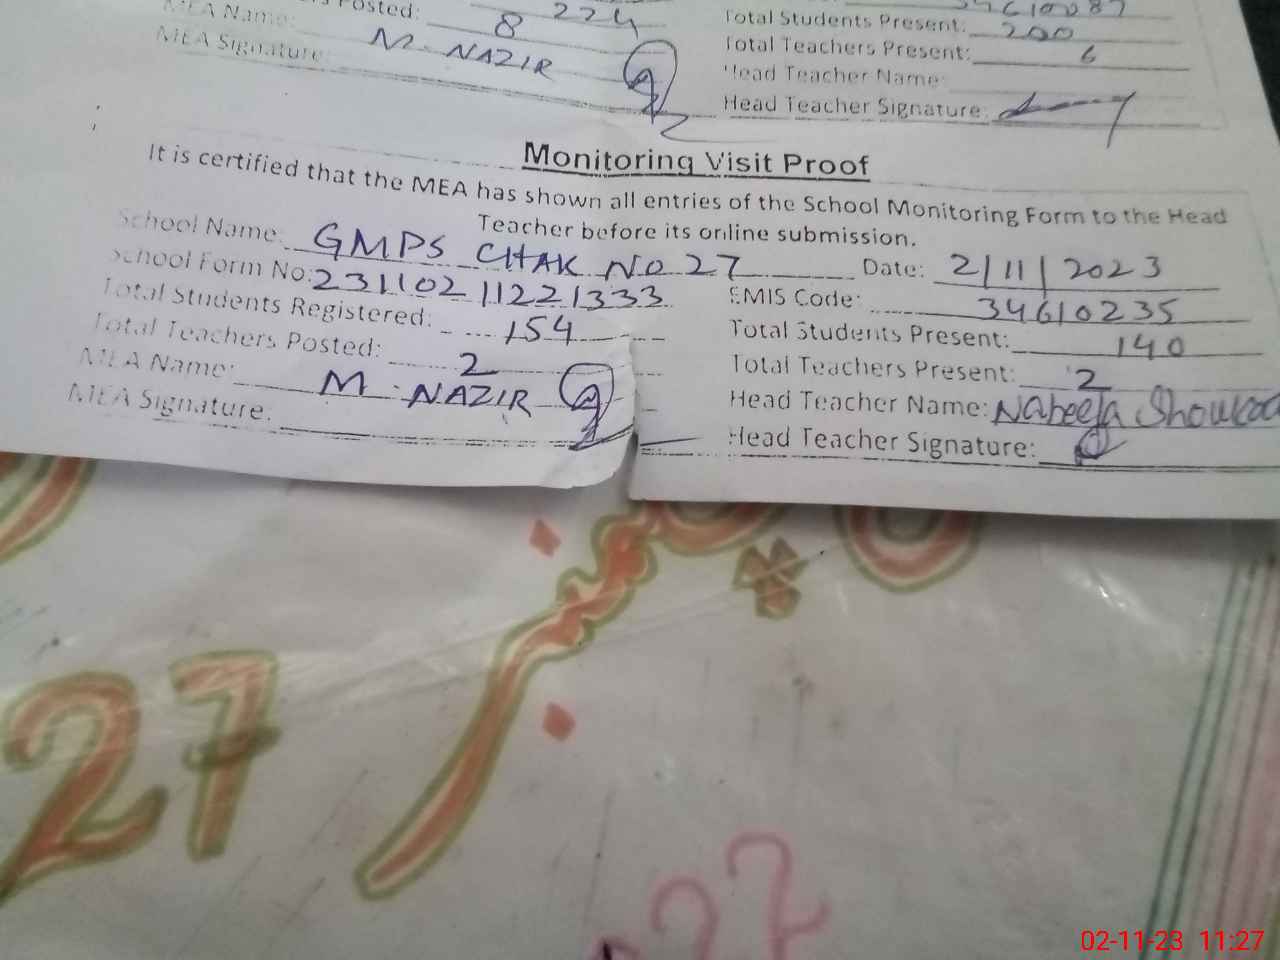 Posted: 8
224
MEA Name: M. NAZIR
MEA Signature:
Total Students Present: 200
Total Teachers Present: 6
Head Teacher Name:
Head Teacher Signature:
Monitoring Visit Proof
It is certified that the MEA has shown all entries of the School Monitoring Form to the Head
Teacher before its online submission.
School Name: GMPS CHAK NO 27
Date: 2/11/2023
School Form No: 23110211221333
EMIS Code: 34610235
Total Students Registered: 154
Total Students Present: 140
Total Teachers Posted: 2
Total Teachers Present: 2
MEA Name: M. NAZIR
Head Teacher Name: Nabeela
MEA Signature:
Head Teacher Signature:
27
27
02-11-23 11:27